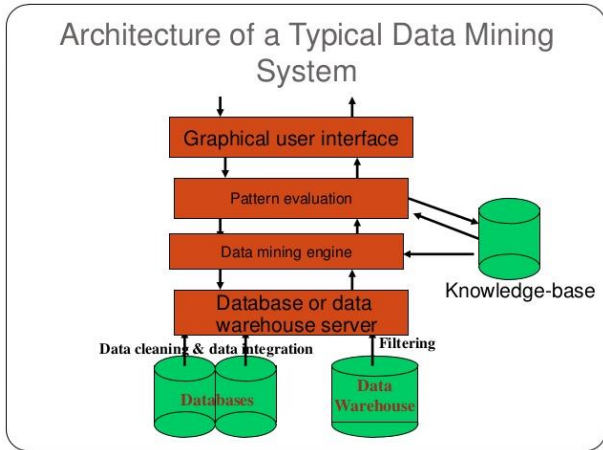 Architecture of a Typical Data Mining
System
Graphical user interface
Pattern evaluation
Data mining engine
Knowledge-base
Database or data
warehouse server
Data cleaning & data integration
Filtering
Databases
Data
Warehouse